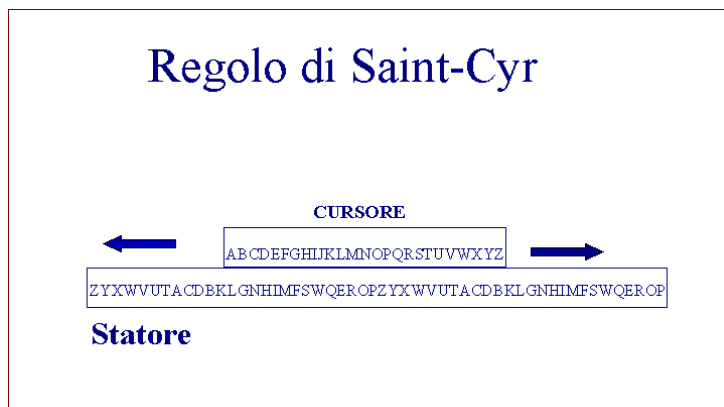 Regolo di Saint-Cyr
CURSORE
ABCDEFGHIJKLMNOPQRSTUVWXYZ
ZYXWVUTACDBKLGNHIMFSWQEROPZYXWVUTACDBKLGNHIMFSWQEROP
Statore